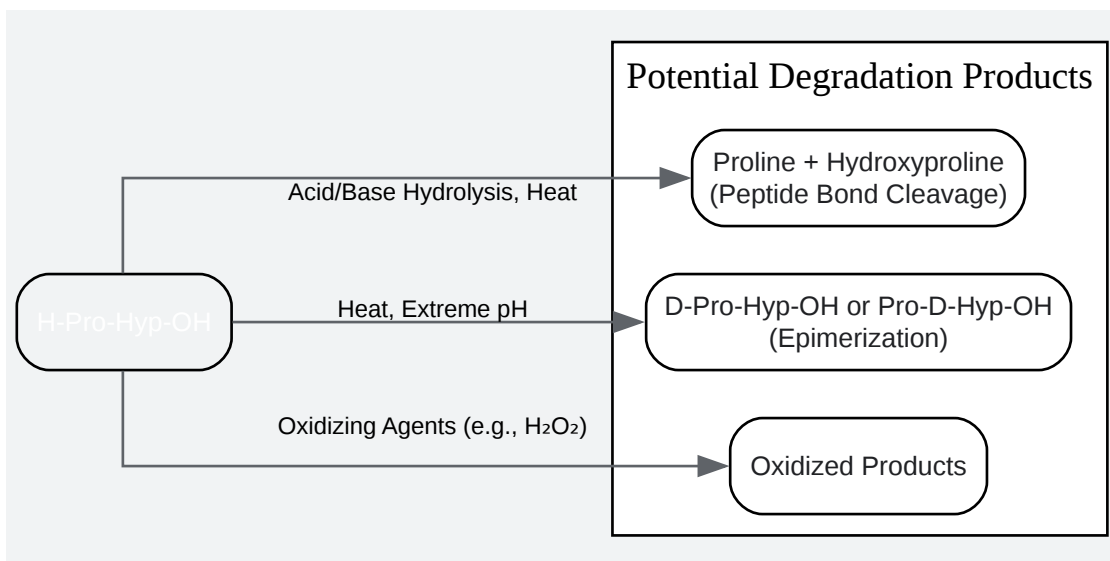 Potential Degradation Products
Proline + Hydroxyproline
(Peptide Bond Cleavage)
Acid/Base Hydrolysis, Heat
H-Pro-Hyp-OH
Heat, Extreme pH
D-Pro-Hyp-OH or Pro-D-Hyp-OH
(Epimerization)
Oxidizing Agents (e.g., H₂O₂)
Oxidized Products